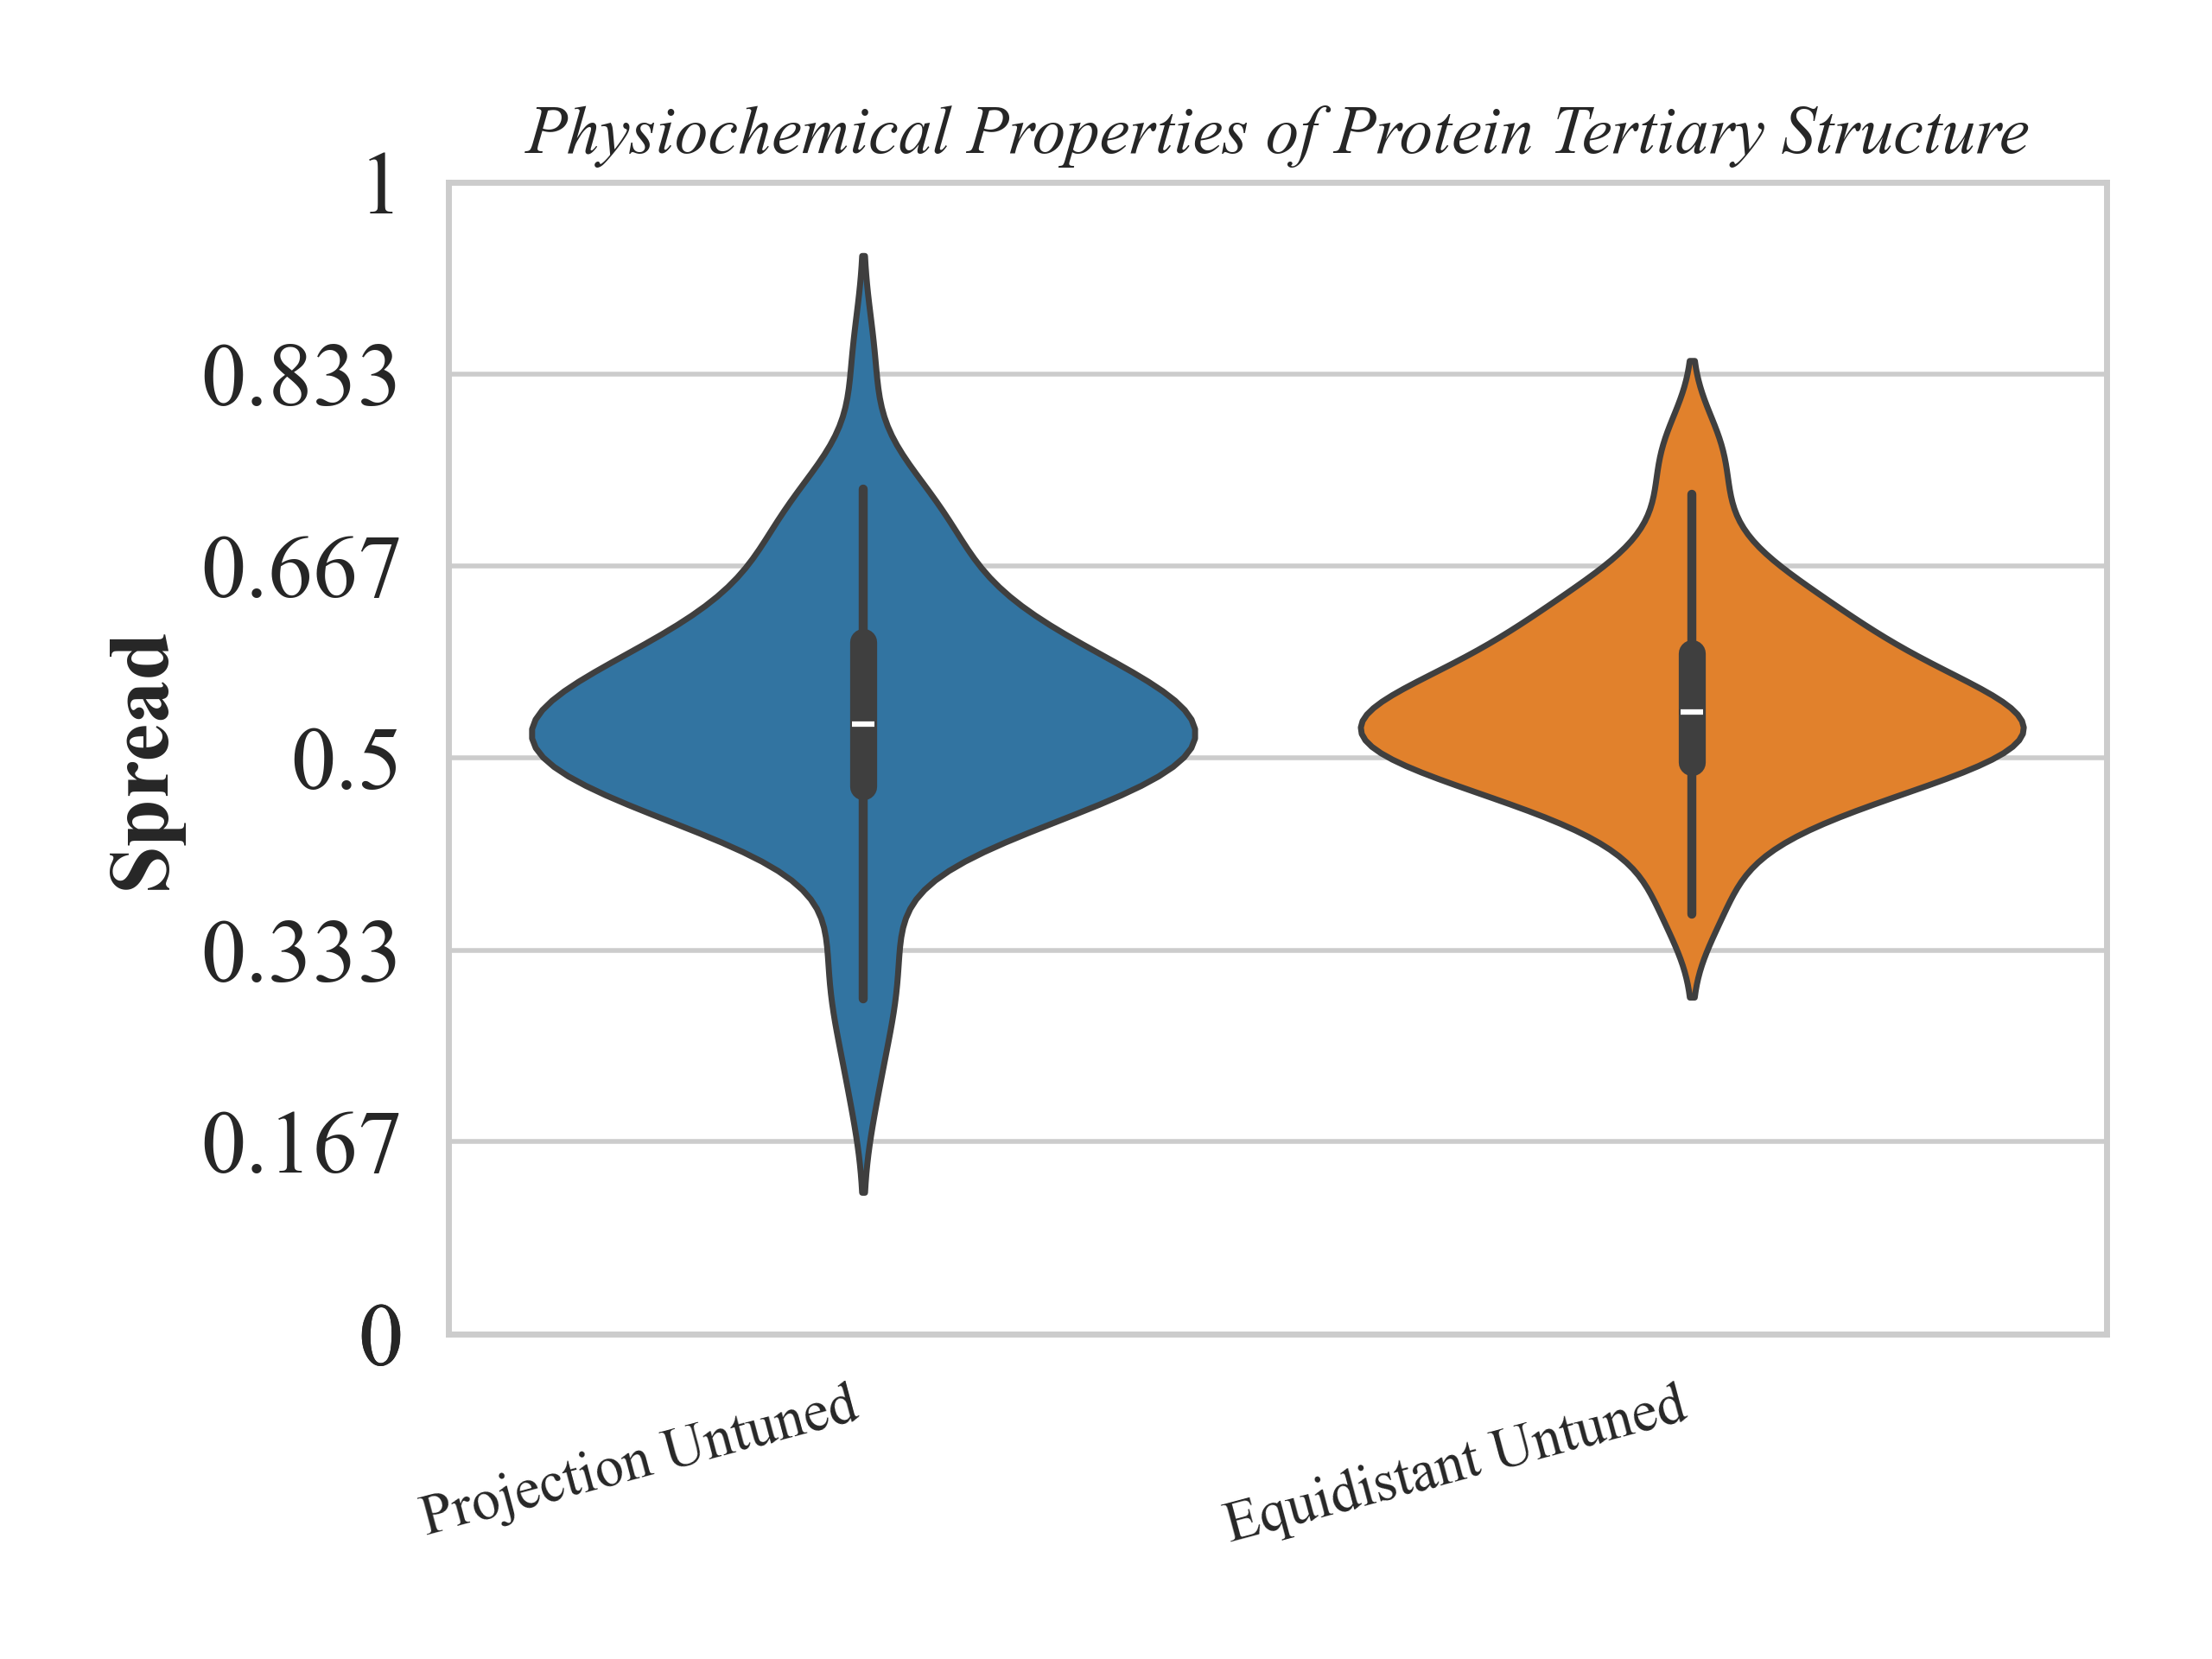 Physiochemical Properties of Protein Tertiary Structure
1
0.833
0.667
0.5
0.333
0.167
0
Spread
Projection Untuned
Equidistant Untuned